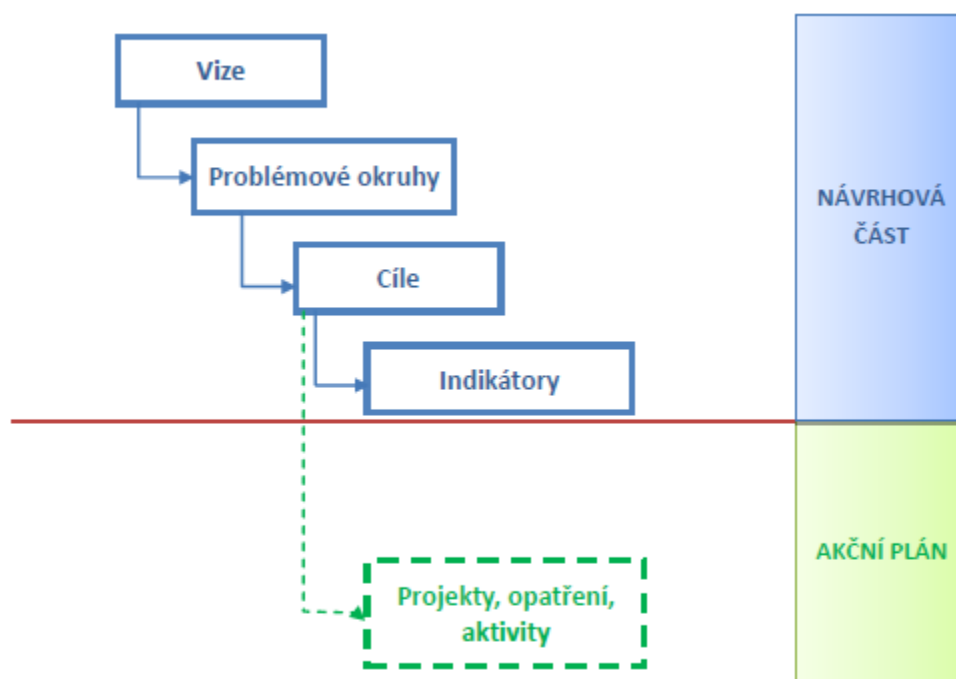 Vize
Problémové okruhy
NÁVRHOVÁ
ČÁST
Cíle
Indikátory
AKČNÍ PLÁN
Projekty, opatření,
aktivity